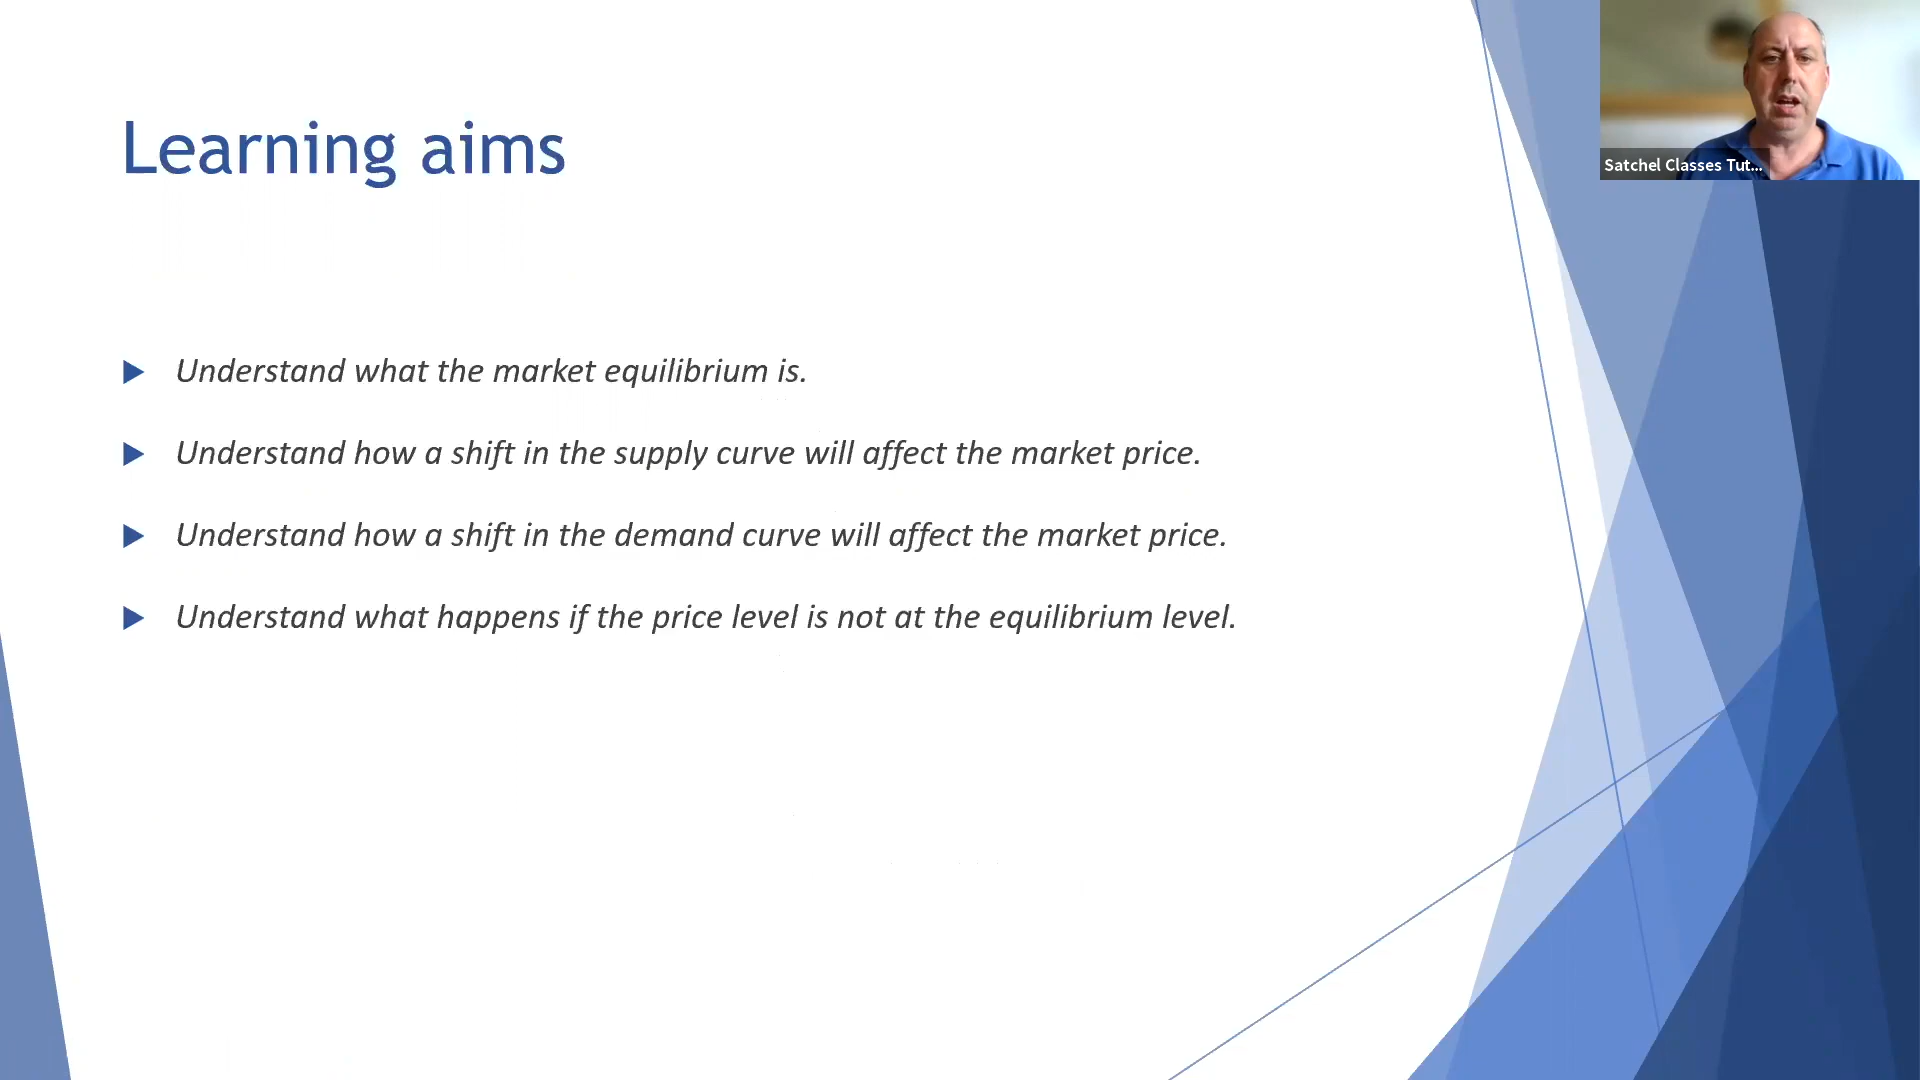 Learning aims
Understand what the market equilibrium is.
Understand how a shift in the supply curve will affect the market price.
Understand how a shift in the demand curve will affect the market price.
Understand what happens if the price level is not at the equilibrium level.
Satchel Classes Tut...